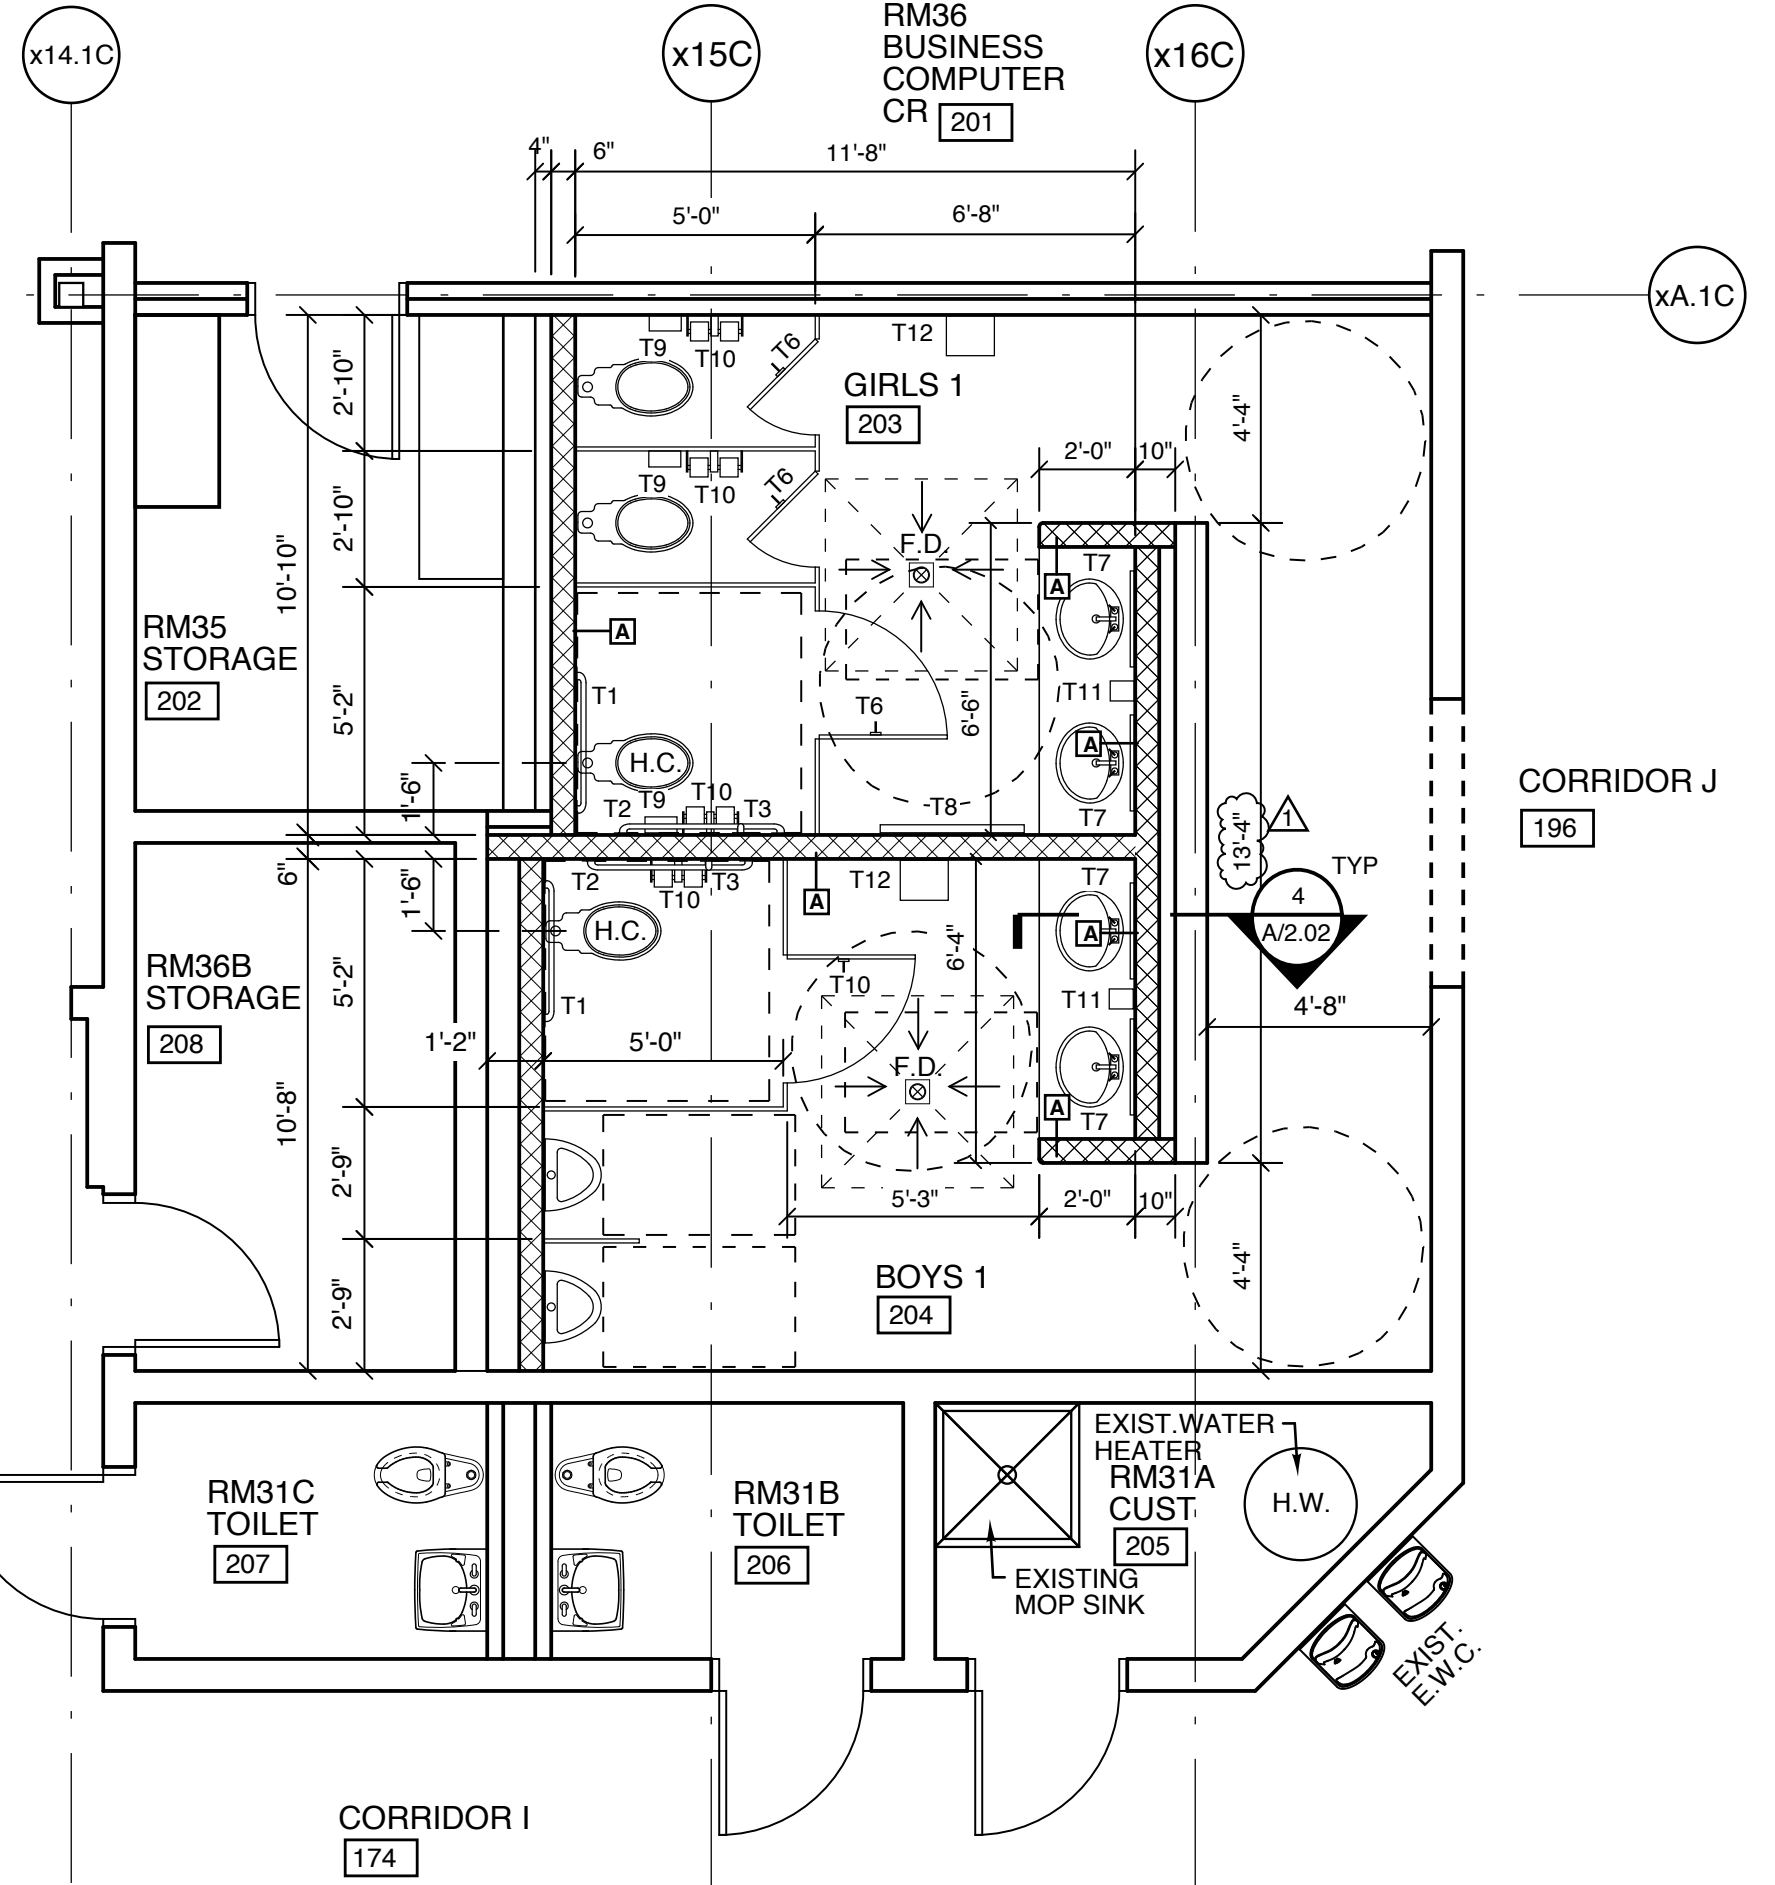 x14.1C
x15C
RM36
BUSINESS
COMPUTER
CR 201
x16C
4" 6" 11'-8"
5'-0" 6'-8"
xA.1C
T9 T10 T6 T12
2'-10"
GIRLS 1
203
4'-4"
2'-0" 10"
T9 T10 T6
2'-10"
10'-10"
F.D.
T7
A
A
RM35
STORAGE
202
5'-2"
T1
T6
6'-6"
T11
A
H.C.
1'-6"
T2 T9 T10 T3
T8
T7
CORRIDOR J
196
13'-4"
1
6"
1'-6"
T2 T10 T3
A
T12
T7
TYP
4
A/2.02
H.C.
A
6'-4"
T10
T11
RM36B
STORAGE
208
5'-2"
T1
4'-8"
1'-2" 5'-0"
F.D.
A
T7
10'-8"
2'-9"
5'-3" 2'-0" 10"
BOYS 1
204
2'-9"
4'-4"
EXIST.WATER
HEATER
RM31A
CUST
205
H.W.
RM31C
TOILET
207
RM31B
TOILET
206
EXISTING
MOP SINK
EXIST.
E.W.C.
CORRIDOR I
174